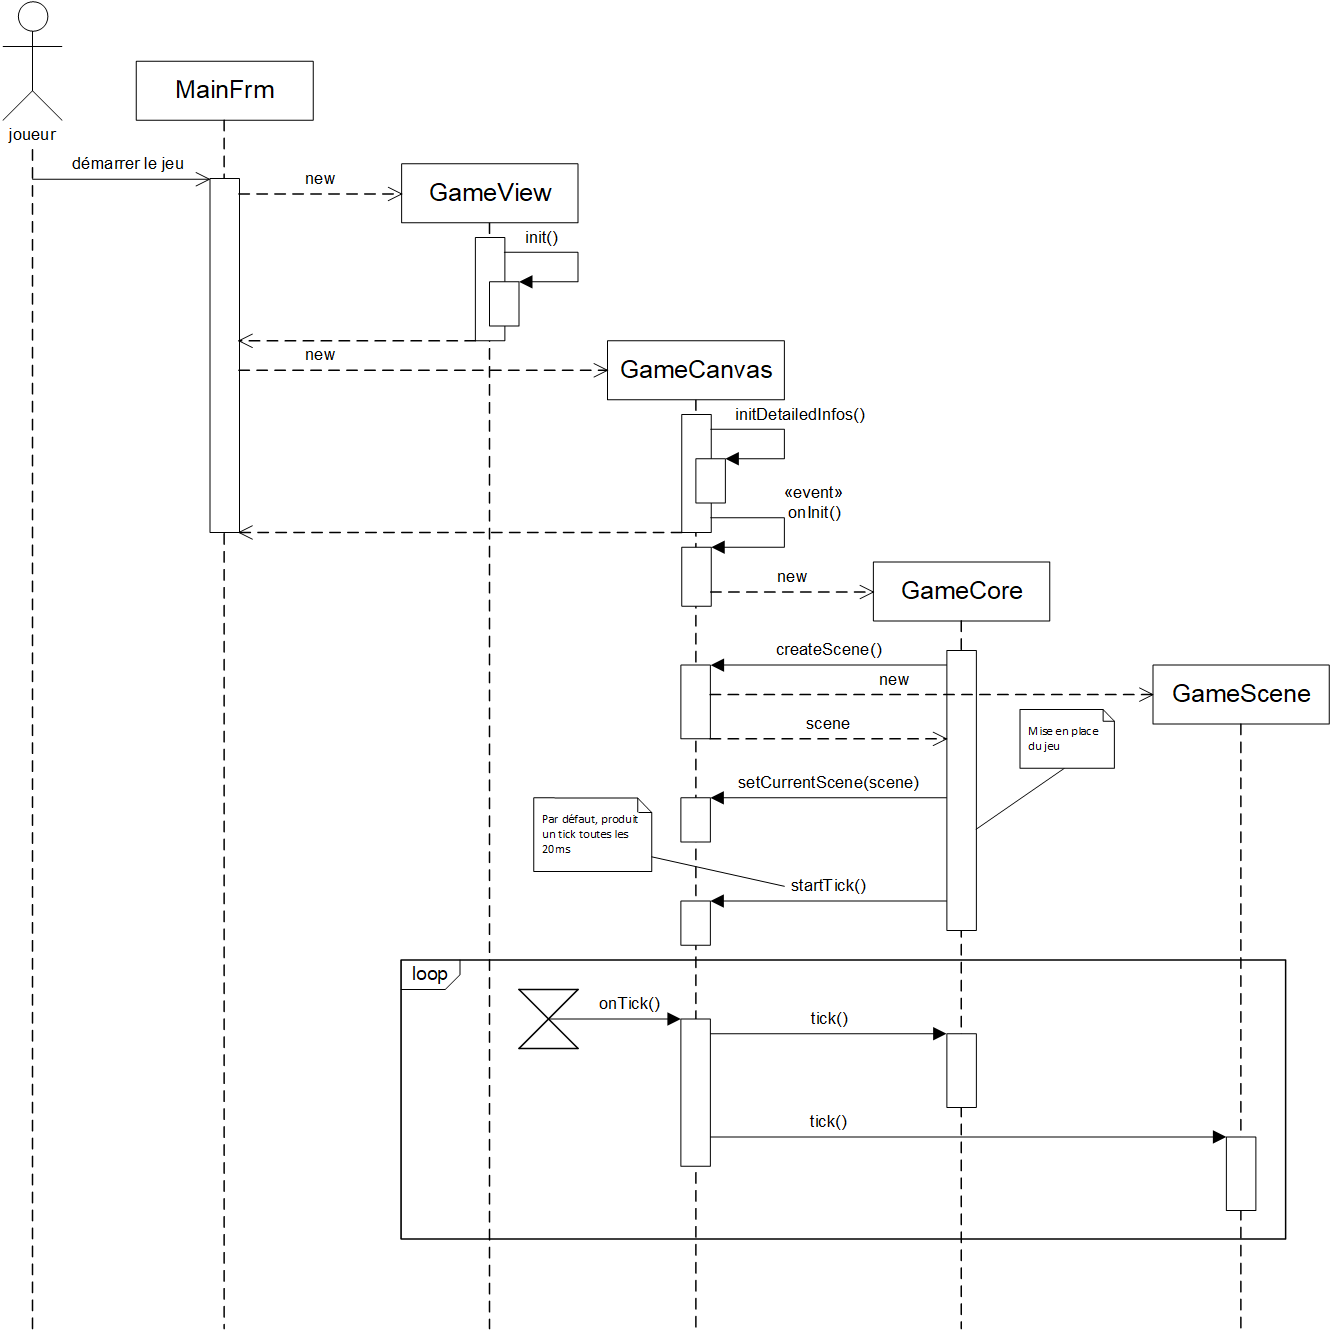 joueur
MainFrm
démarrer le jeu
new
GameView
init()
new
GameCanvas
initDetailedInfos()
«event»
onInit()
new
GameCore
createScene()
new
GameScene
scene
Mise en place
du jeu
setCurrentScene(scene)
Par défaut, produit
un tick toutes les
20ms
startTick()
loop
onTick()
tick()
tick()